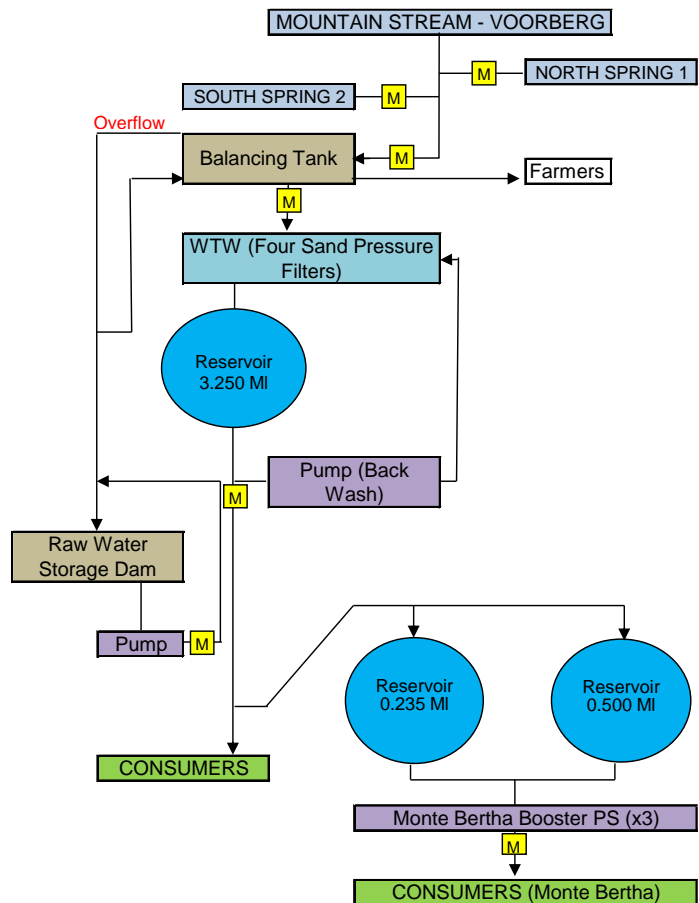 MOUNTAIN STREAM - VOORBERG
M
NORTH SPRING 1
SOUTH SPRING 2
M
Overflow
Balancing Tank
M
Farmers
M
WTW (Four Sand Pressure
Filters)
Reservoir
3.250 Ml
Pump (Back
Wash)
M
Raw Water
Storage Dam
Pump
M
Reservoir
0.235 Ml
Reservoir
0.500 Ml
CONSUMERS
Monte Bertha Booster PS (x3)
M
CONSUMERS (Monte Bertha)